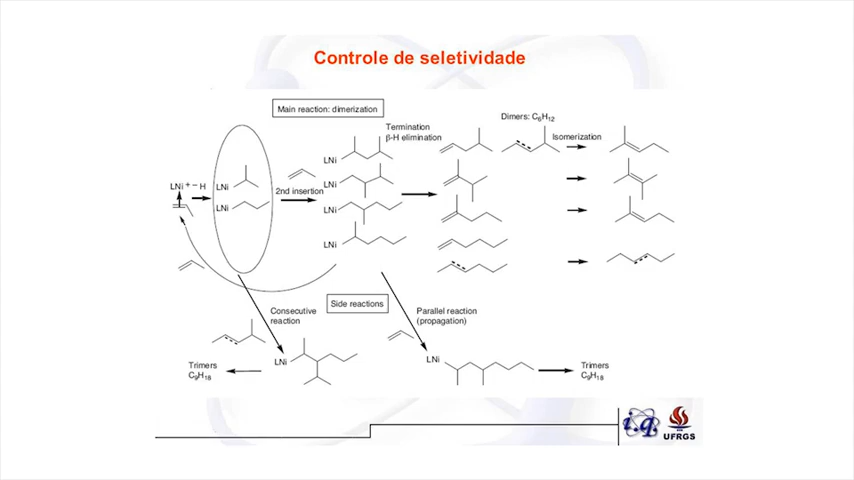 Controle de seletividade
Main reaction: dimerization
Termination
β-H elimination
Dimers: C₆H₁₂
Isomerization
LNi
LNi
LNi
LNi
LNi⁺ – H
LNi
LNi
2nd insertion
Side reactions
Consecutive
reaction
Parallel reaction
(propagation)
LNi
LNi
Trimers
C₉H₁₈
Trimers
C₉H₁₈
i.q.
UFRGS